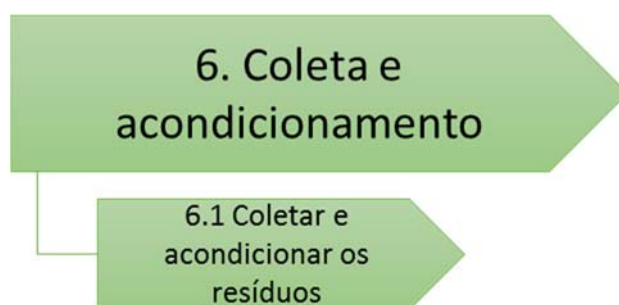 6. Coleta e
acondicionamento
6.1 Coletar e
acondicionar os
resíduos